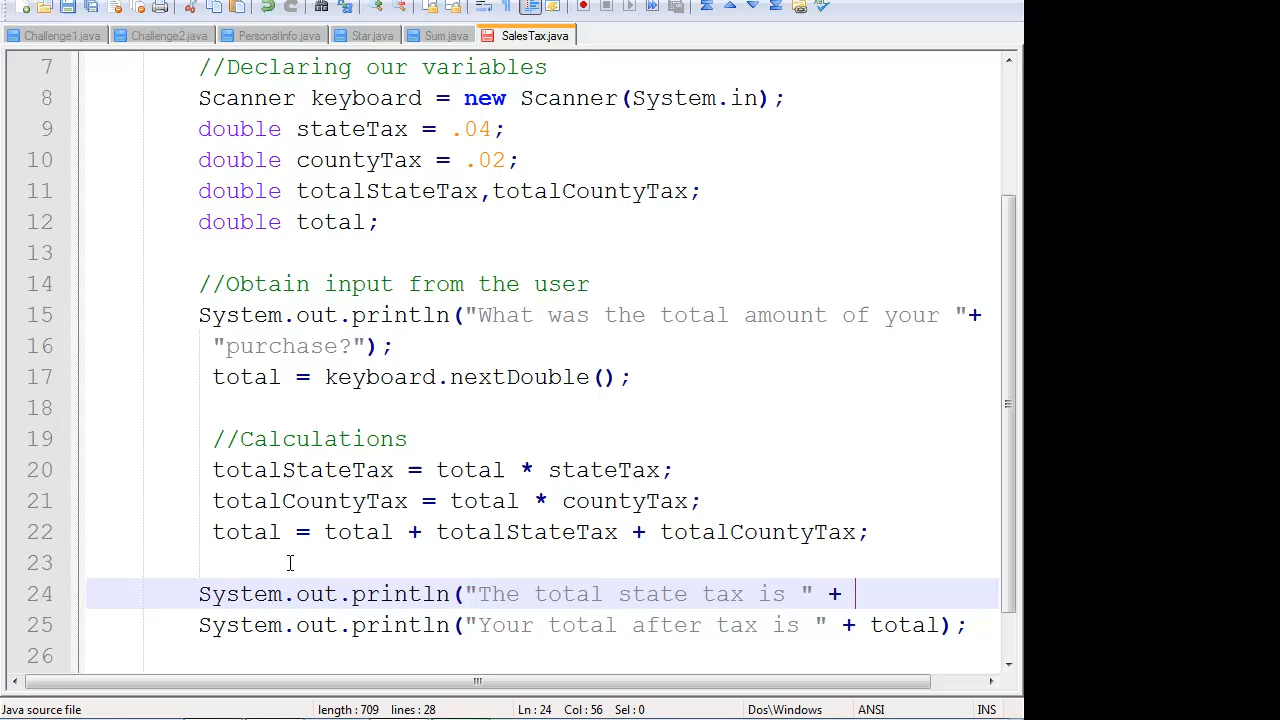 Challenge1.java Challenge2.java PersonalInfo.java Star.java Sum.java SalesTax.java
7 //Declaring our variables
8 Scanner keyboard = new Scanner(System.in);
9 double stateTax = .04;
10 double countyTax = .02;
11 double totalStateTax,totalCountyTax;
12 double total;
13
14 //Obtain input from the user
15 System.out.println("What was the total amount of your "+
16 "purchase?");
17 total = keyboard.nextDouble();
18
19 //Calculations
20 totalStateTax = total * stateTax;
21 totalCountyTax = total * countyTax;
22 total = total + totalStateTax + totalCountyTax;
23
24 System.out.println("The total state tax is " +
25 System.out.println("Your total after tax is " + total);
26
Java source file length : 709 lines : 28 Ln : 24 Col : 56 Sel : 0 Dos\Windows ANSI INS